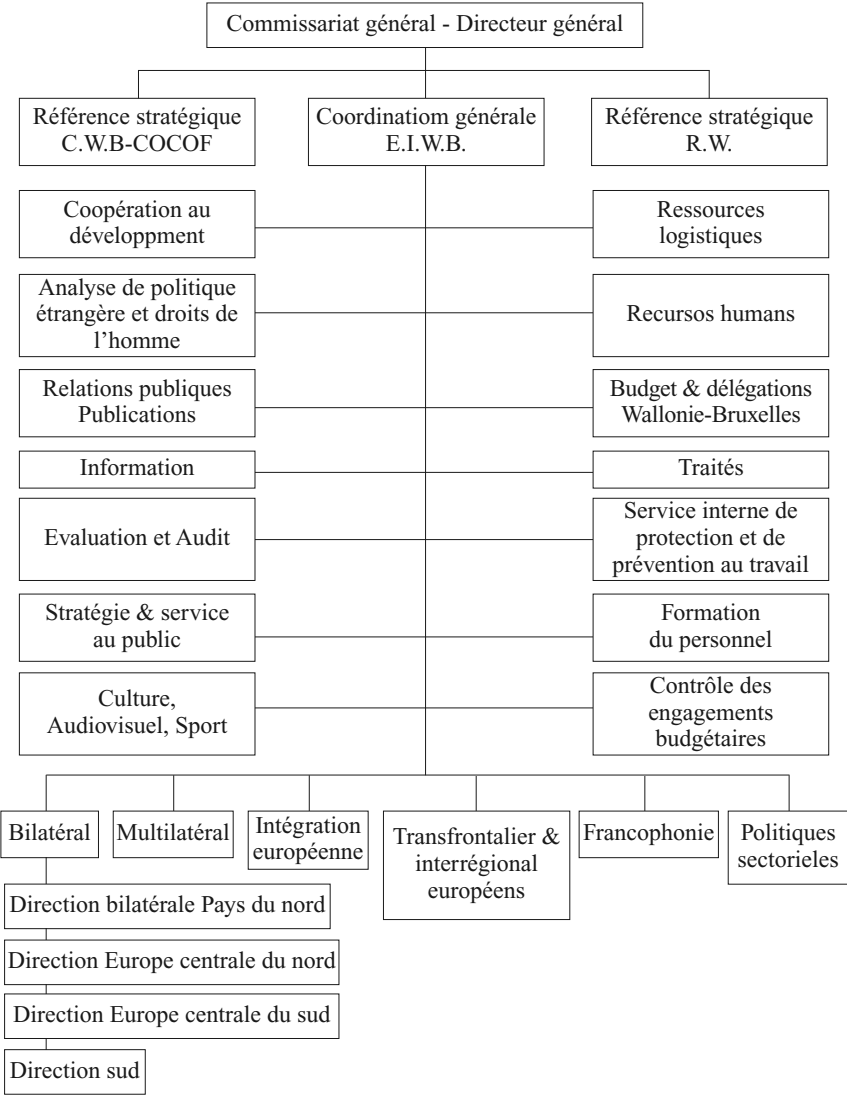 Commissariat général - Directeur général
Référence stratégique
C.W.B-COCOF
Coordinatiom générale
E.I.W.B.
Référence stratégique
R.W.
Coopération au
développment
Ressources
logistiques
Analyse de politique
étrangère et droits de
l’homme
Recursos humans
Relations publiques
Publications
Budget & délégations
Wallonie-Bruxelles
Information
Traités
Evaluation et Audit
Service interne de
protection et de
prévention au travail
Stratégie & service
au public
Formation
du personnel
Culture,
Audiovisuel, Sport
Contrôle des
engagements
budgétaires
Bilatéral
Multilatéral
Intégration
européenne
Transfrontalier &
interrégional
européens
Francophonie
Politiques
sectorieles
Direction bilatérale Pays du nord
Direction Europe centrale du nord
Direction Europe centrale du sud
Direction sud